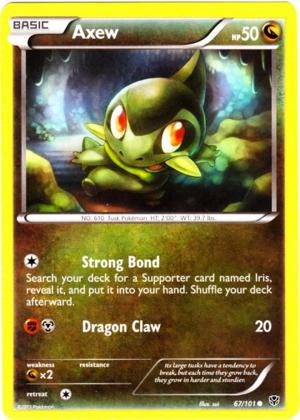 BASIC
Axew
HP50
NO. 610 Tusk Pokémon HT: 2'00" WT: 39.7 lbs.
Strong Bond
Search your deck for a Supporter card named Iris,
reveal it, and put it into your hand. Shuffle your deck
afterward.
Dragon Claw 20
weakness resistance
×2
retreat
Its large tusks have a tendency to
break, but each time they grow back,
they grow in harder and sturdier.
illus. sui 67/101
©2013 Pokémon